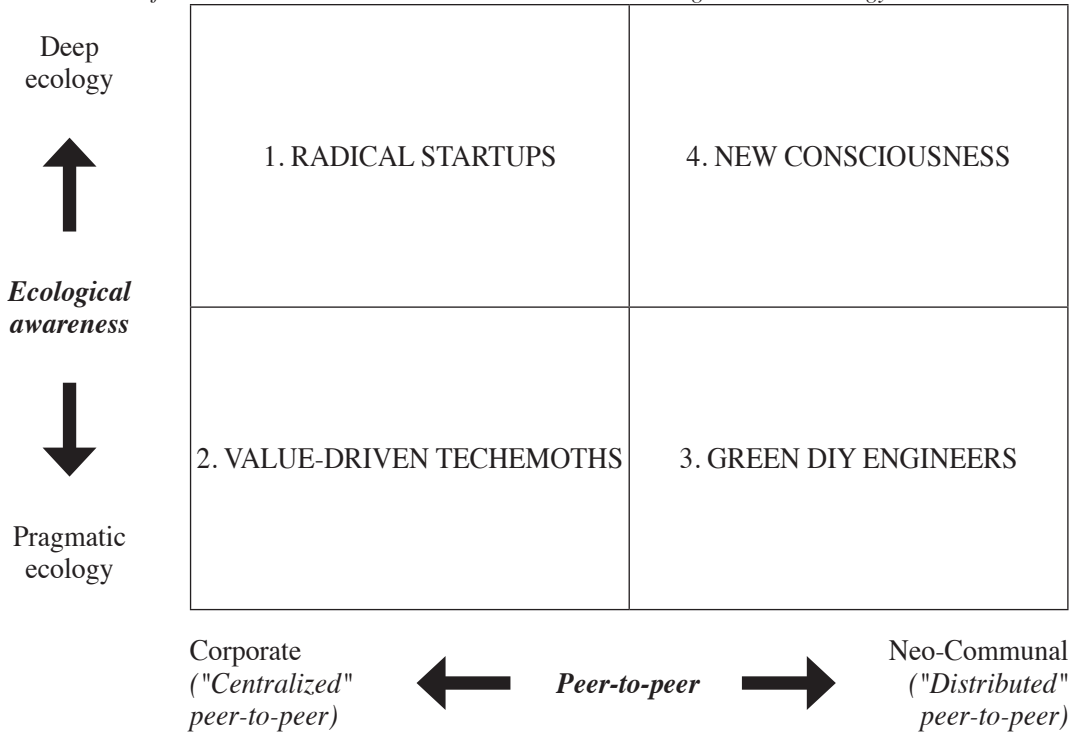 Deep
ecology
1. RADICAL STARTUPS
4. NEW CONSCIOUSNESS
Ecological
awareness
2. VALUE-DRIVEN TECHEMOTHS
3. GREEN DIY ENGINEERS
Pragmatic
ecology
Corporate
("Centralized"
peer-to-peer)
Peer-to-peer
Neo-Communal
("Distributed"
peer-to-peer)